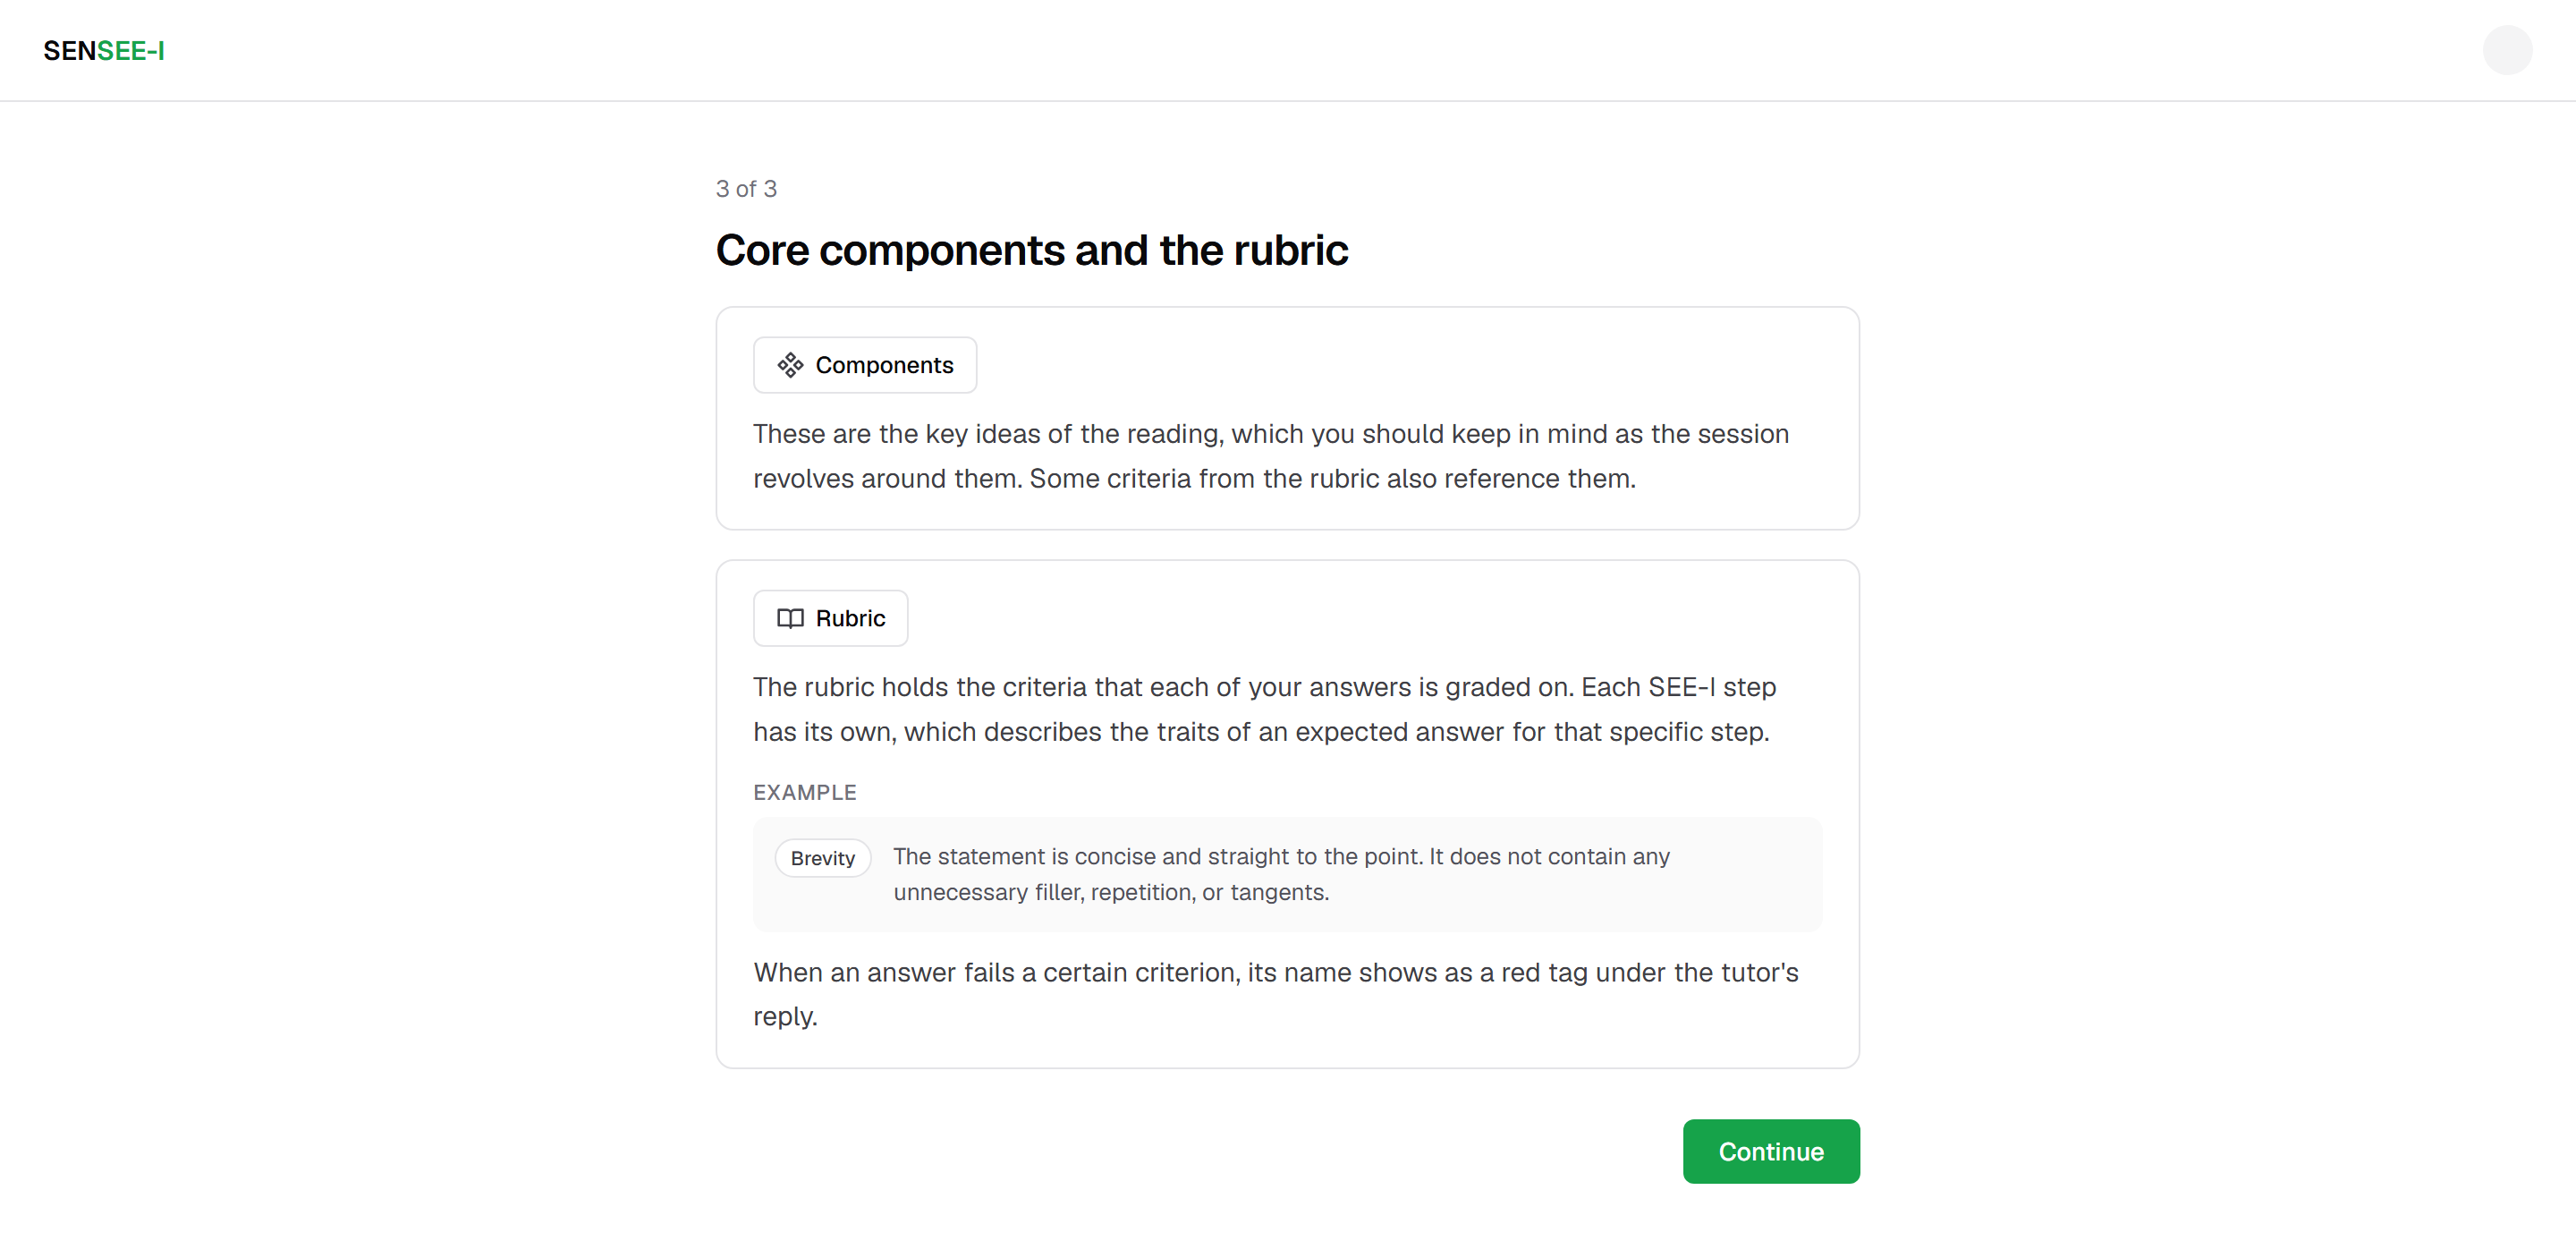 SENSEE-I
3 of 3
Core components and the rubric
Components
These are the key ideas of the reading, which you should keep in mind as the session
revolves around them. Some criteria from the rubric also reference them.
Rubric
The rubric holds the criteria that each of your answers is graded on. Each SEE-I step
has its own, which describes the traits of an expected answer for that specific step.
EXAMPLE
Brevity
The statement is concise and straight to the point. It does not contain any
unnecessary filler, repetition, or tangents.
When an answer fails a certain criterion, its name shows as a red tag under the tutor's
reply.
Continue